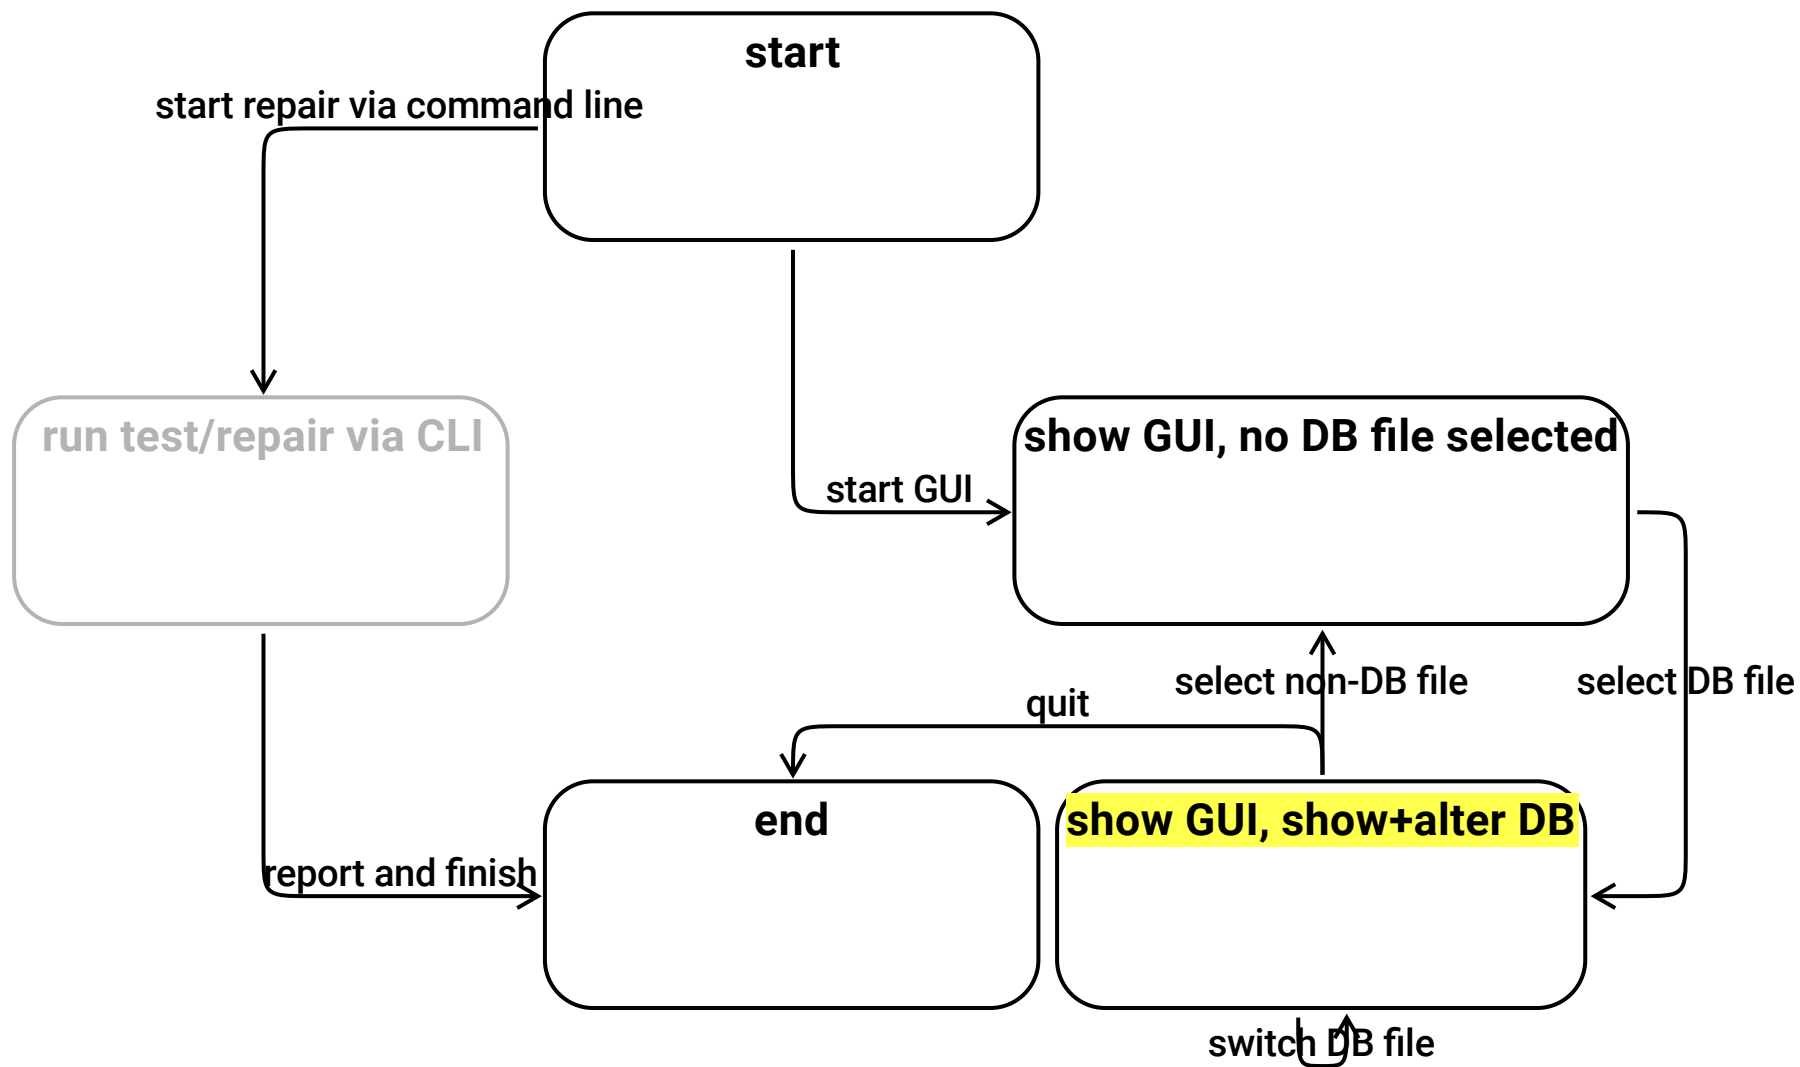 start
start repair via command line
run test/repair via CLI
show GUI, no DB file selected
start GUI
select non-DB file
select DB file
quit
end
show GUI, show+alter DB
report and finish
switch DB file